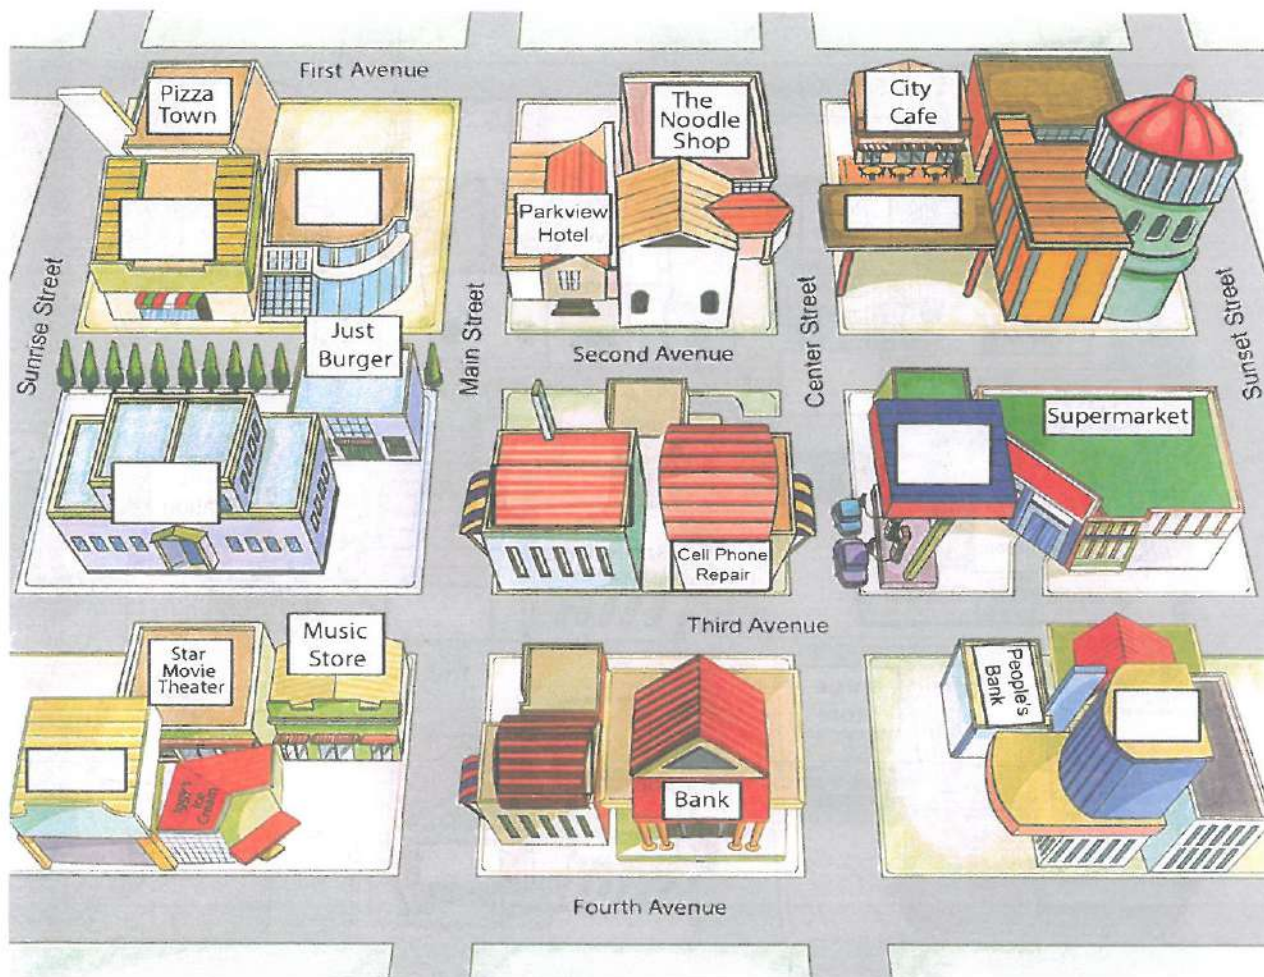 First Avenue
Pizza
Town
The
Noodle
Shop
City
Cafe
Parkview
Hotel
Sunrise Street
Main Street
Center Street
Sunset Street
Just
Burger
Second Avenue
Supermarket
Cell Phone
Repair
Third Avenue
Star
Movie
Theater
Music
Store
People's
Bank
Ice
Cream
Bank
Fourth Avenue